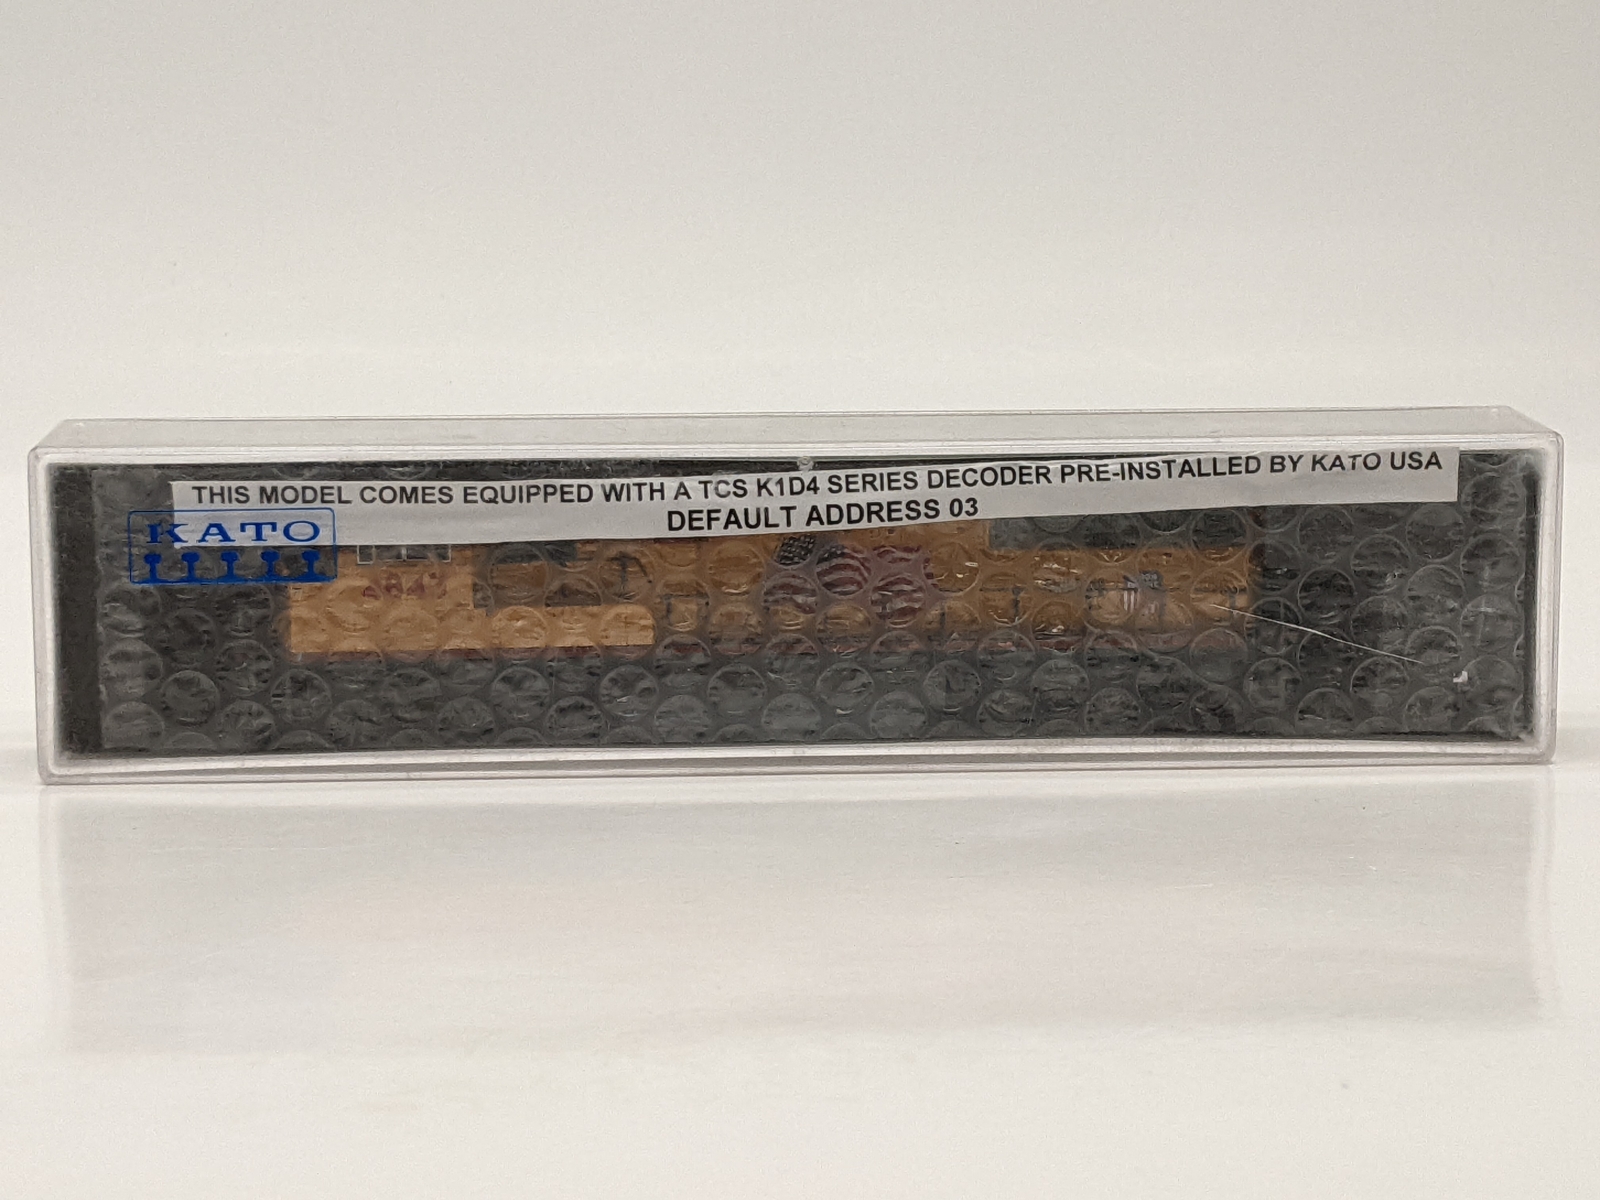 THIS MODEL COMES EQUIPPED WITH A TCS K1D4 SERIES DECODER PRE-INSTALLED BY KATO USA
DEFAULT ADDRESS 03
KATO